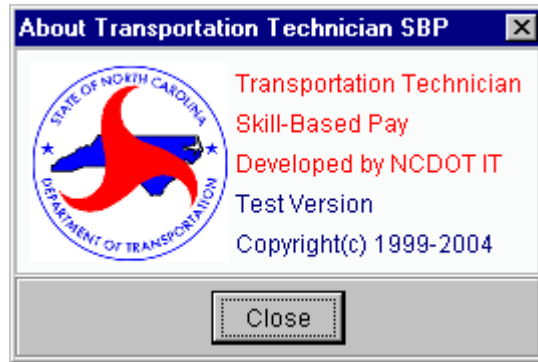 About Transportation Technician SBP
STATE OF NORTH CAROLINA
DEPARTMENT OF TRANSPORTATION
Transportation Technician
Skill-Based Pay
Developed by NCDOT IT
Test Version
Copyright(c) 1999-2004
Close